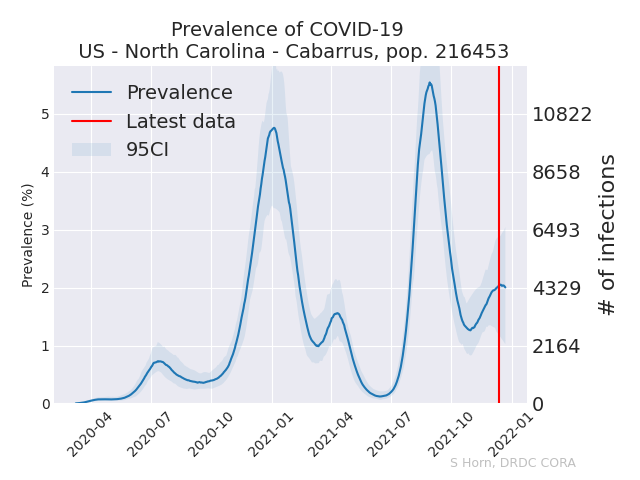 Prevalence of COVID-19
US - North Carolina - Cabarrus, pop. 216453
Prevalence
Latest data
95CI
Prevalence (%)
5
4
3
2
1
0
10822
8658
6493
4329
2164
0
# of infections
2020-04
2020-07
2020-10
2021-01
2021-04
2021-07
2021-10
2022-01
S Horn, DRDC CORA